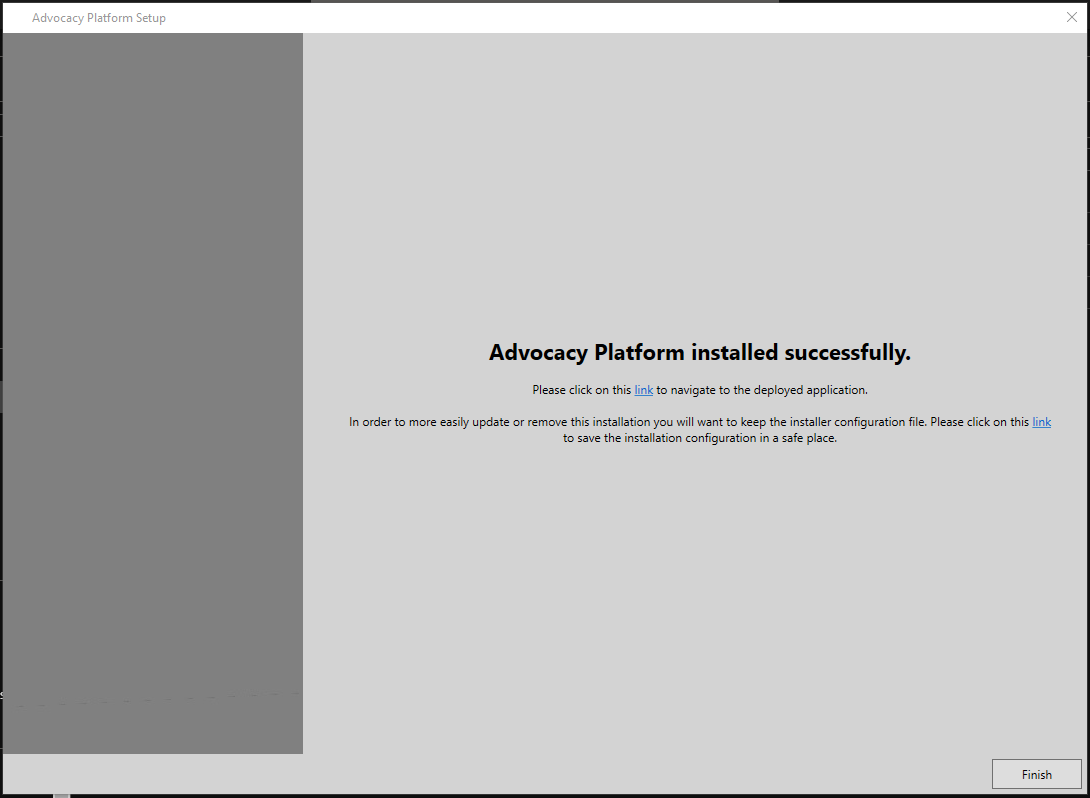 Advocacy Platform Setup
Advocacy Platform installed successfully.
Please click on this link to navigate to the deployed application.
In order to more easily update or remove this installation you will want to keep the installer configuration file. Please click on this link
to save the installation configuration in a safe place.
Finish